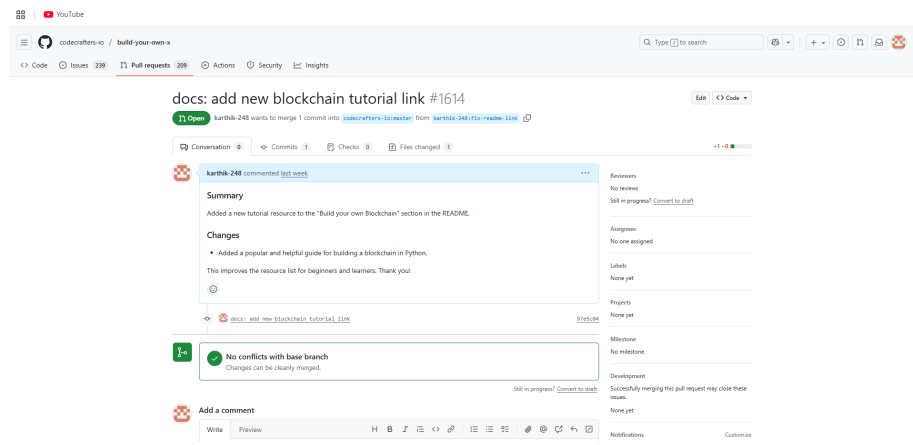 YouTube
codecrafters-io / build-your-own-x
Type / to search
Code Issues 239 Pull requests 209 Actions Security Insights
docs: add new blockchain tutorial link #1614
Edit Code
Open karthik-248 wants to merge 1 commit into codecrafters-io:master from karthik-248:fix-readme-link
Conversation 0 Commits 1 Checks 0 Files changed 1 +1 -0
karthik-248 commented last week
Summary
Added a new tutorial resource to the "Build your own Blockchain" section in the README.
Changes
• Added a popular and helpful guide for building a blockchain in Python.
This improves the resource list for beginners and learners. Thank you!
docs: add new blockchain tutorial link 97e5c04
No conflicts with base branch
Changes can be cleanly merged.
Still in progress? Convert to draft
Add a comment
Write Preview
Reviewers
No reviews
Still in progress? Convert to draft
Assignees
No one assigned
Labels
None yet
Projects
None yet
Milestone
No milestone
Development
Successfully merging this pull request may close these
issues.
None yet
Notifications Customize